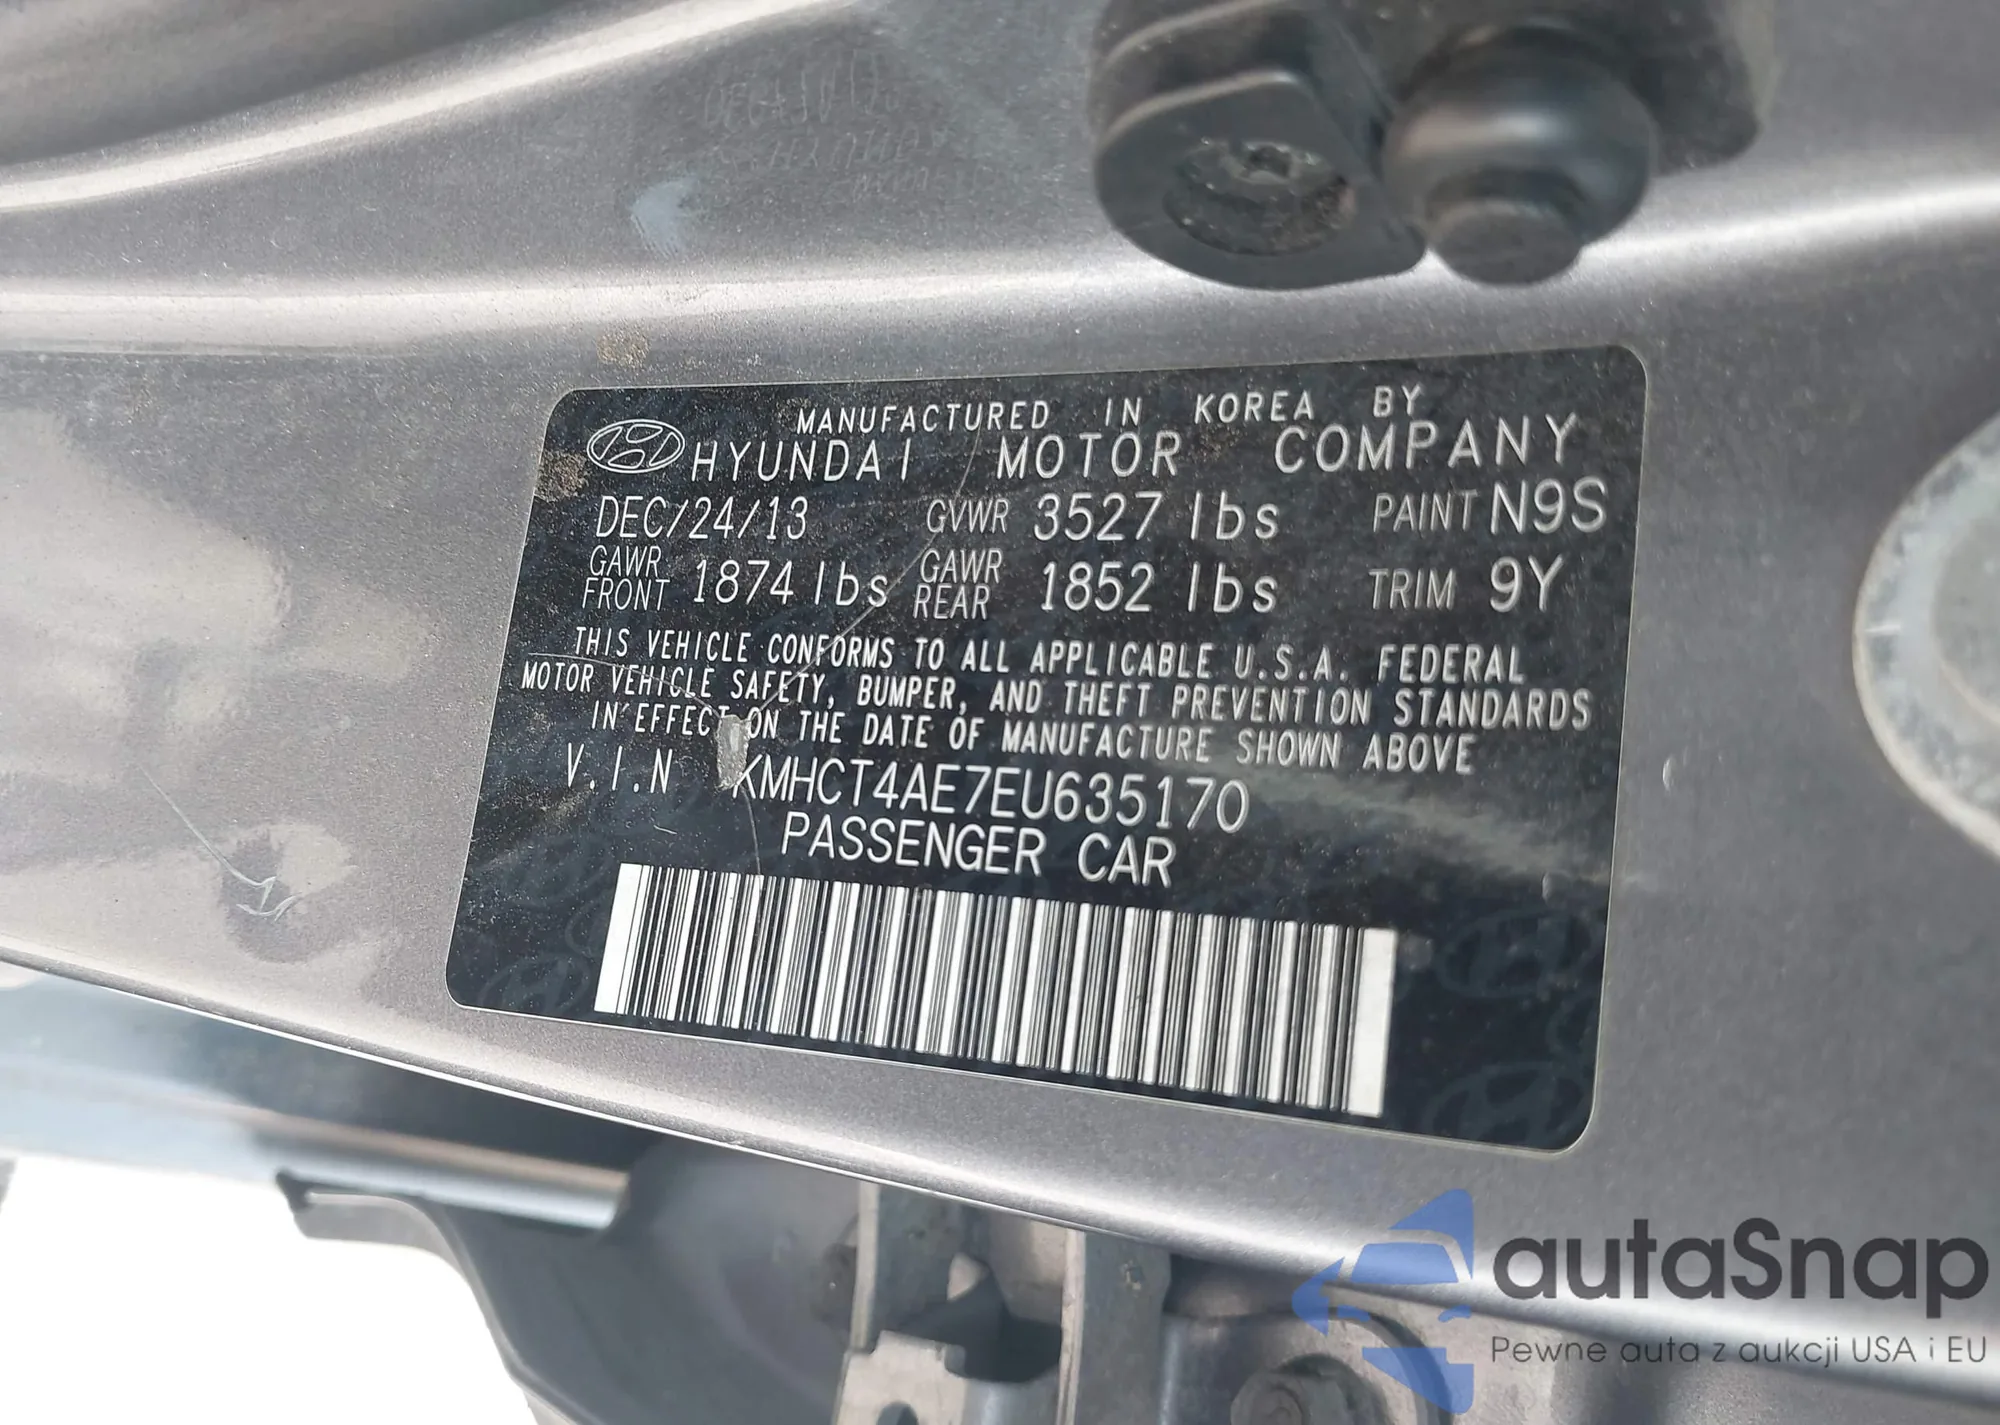 MANUFACTURED IN KOREA BY
HYUNDAI MOTOR COMPANY
DEC/24/13 GVWR 3527 lbs PAINT N9S
GAWR FRONT 1874 lbs GAWR REAR 1852 lbs TRIM 9Y
THIS VEHICLE CONFORMS TO ALL APPLICABLE U.S.A. FEDERAL
MOTOR VEHICLE SAFETY, BUMPER, AND THEFT PREVENTION STANDARDS
IN EFFECT ON THE DATE OF MANUFACTURE SHOWN ABOVE
V.I.N KMHCT4AE7EU635170
PASSENGER CAR
autaSnap
Pewne auta z aukcji USA i EU